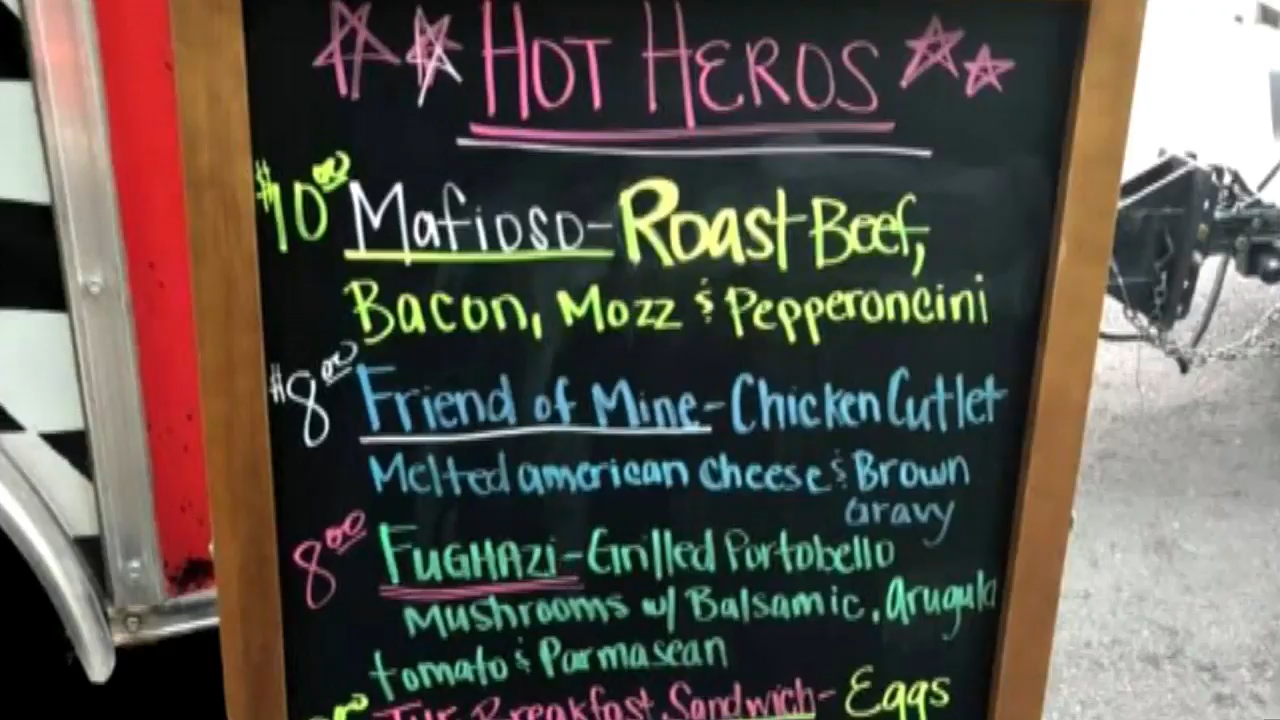 HOT HEROS
$10.00 Mafioso-Roast Beef,
Bacon, Mozz & Pepperoncini
$8.00 Friend of Mine-Chicken Cutlet
Melted american cheese & Brown
Gravy
8.00 FUGHAZI-Grilled Portobello
Mushrooms w/ Balsamic, Arugula
tomato & Parmasean
Breakfast Sandwich- Eggs